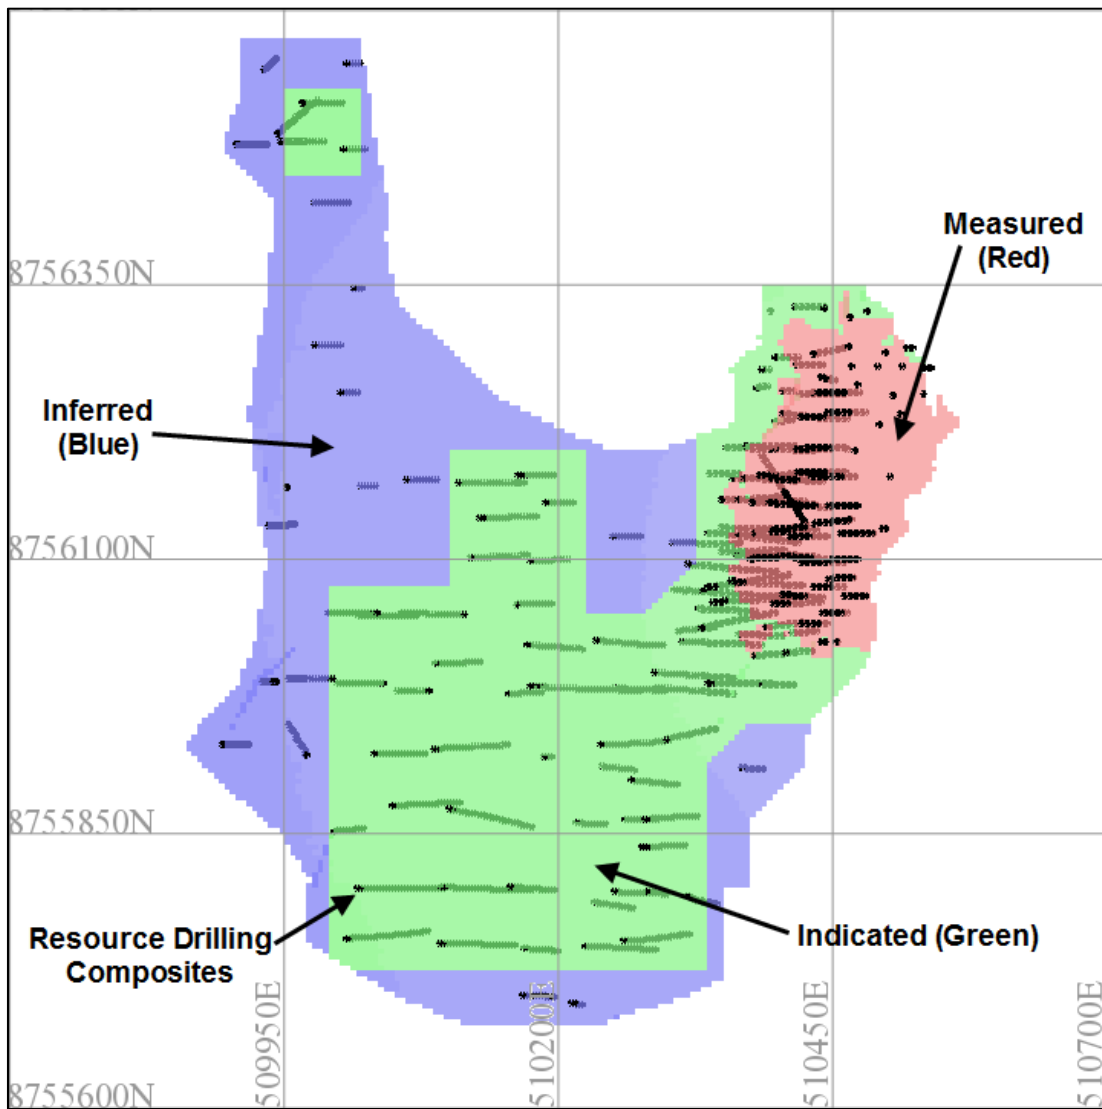 Measured
(Red)
8756350N
Inferred
(Blue)
8756100N
8755850N
Resource Drilling
Composites
Indicated (Green)
8755600N
509950E
510200E
510450E
510700E